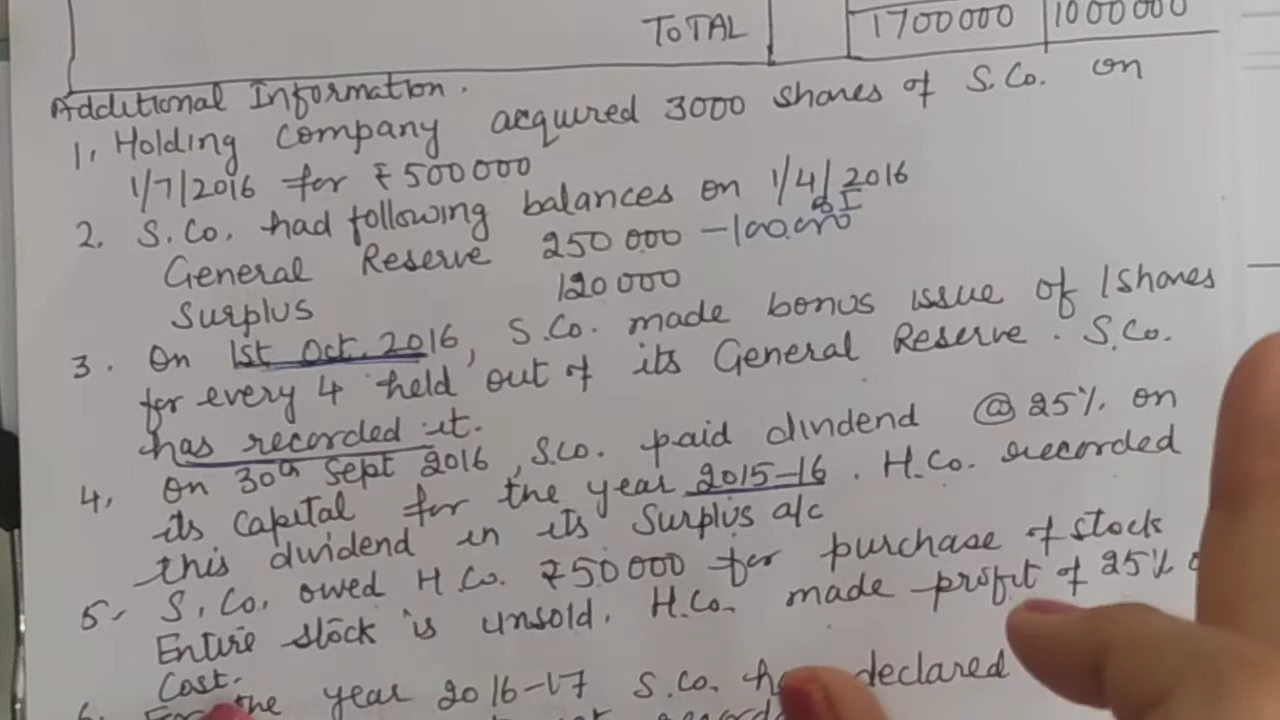 TOTAL 1700000 1000000
Additional Information.
1. Holding Company acquired 3000 shares of S.Co. on
1/7/2016 for ₹500000
2. S.Co. had following balances on 1/4/2016
General Reserve 250 000 -100,000
Surplus 120000
3. On 1st Oct. 2016, S.Co. made bonus issue of 1 shares
for every 4 held out of its General Reserve. S.Co.
has recorded it.
4. On 30th Sept 2016, S.Co. paid dividend @ 25% on
its capital for the year 2015-16. H.Co. recorded
this dividend in its Surplus a/c
5. S.Co. owed H.Co. ₹50000 for purchase of stock
Entire stock is unsold. H.Co. made profit of 25%
Cost.
the year 2016-17 S.Co. declared